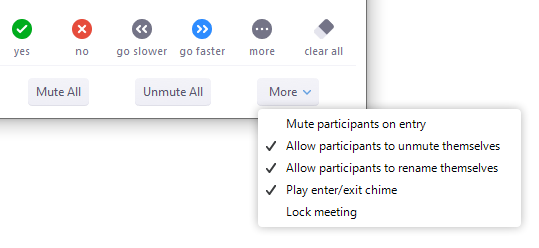 yes no go slower go faster more clear all
Mute All Unmute All More
Mute participants on entry
Allow participants to unmute themselves
Allow participants to rename themselves
Play enter/exit chime
Lock meeting